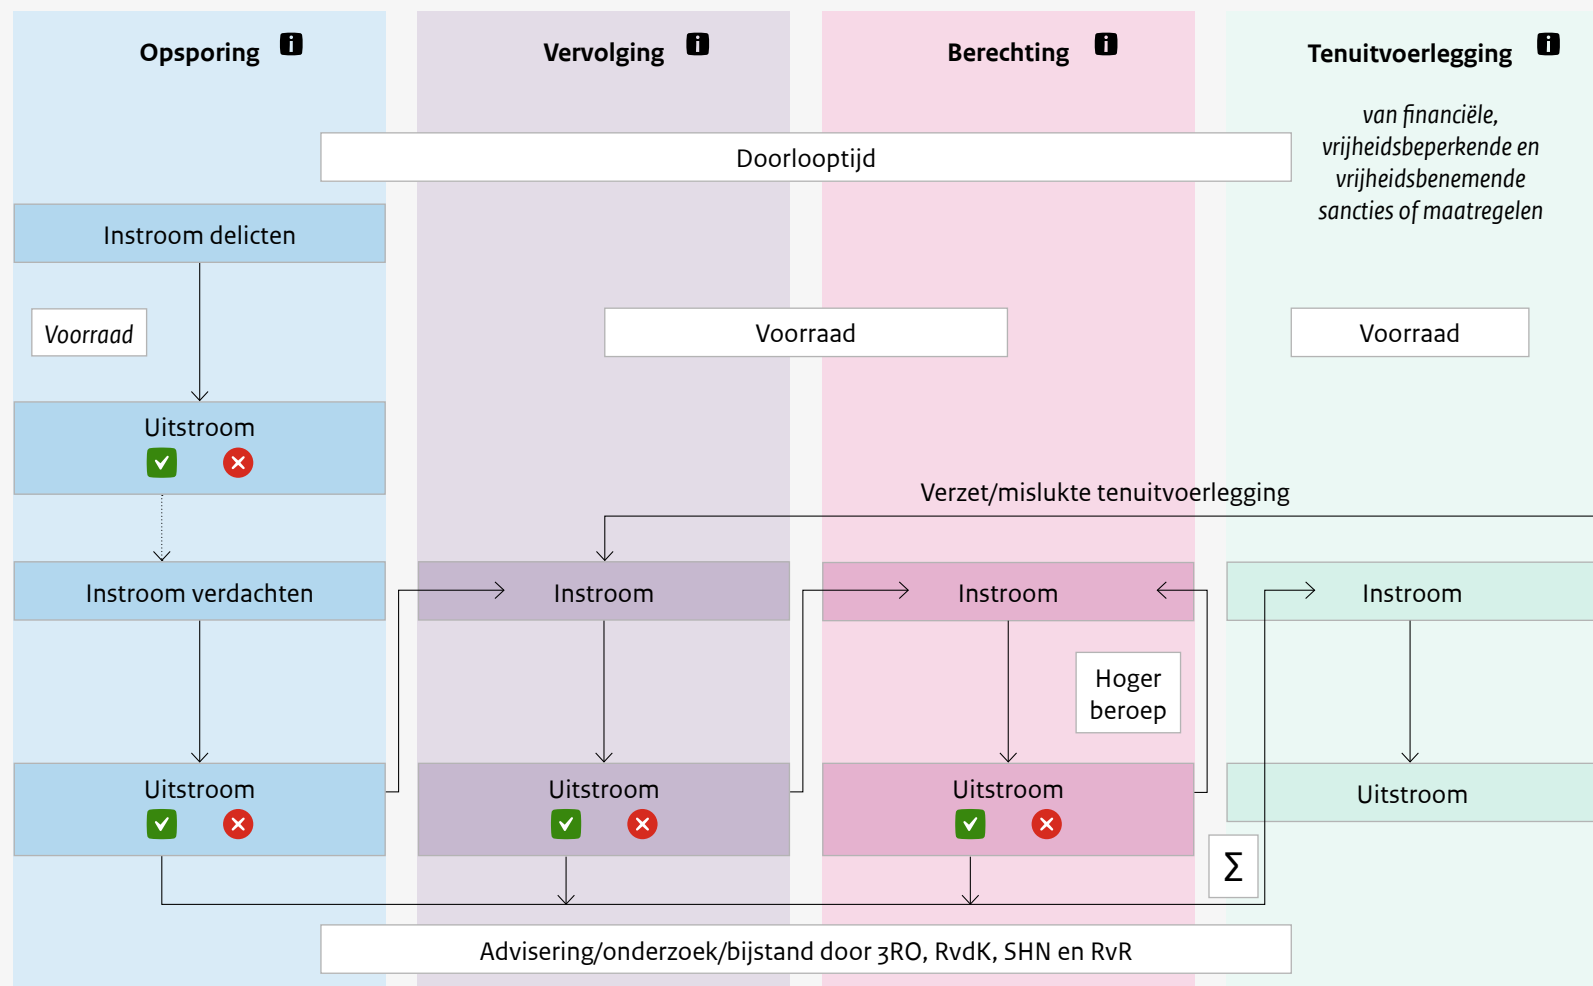 Opsporing i
Vervolging i
Berechting i
Tenuitvoerlegging i
van financiële,
vrijheidsbeperkende en
vrijheidsbenemende
sancties of maatregelen
Doorlooptijd
Instroom delicten
Voorraad
Voorraad
Voorraad
Uitstroom
Verzet/mislukte tenuitvoerlegging
Instroom verdachten
Instroom
Instroom
Instroom
Hoger
beroep
Uitstroom
Uitstroom
Uitstroom
Uitstroom
Σ
Advisering/onderzoek/bijstand door 3RO, RvdK, SHN en RvR